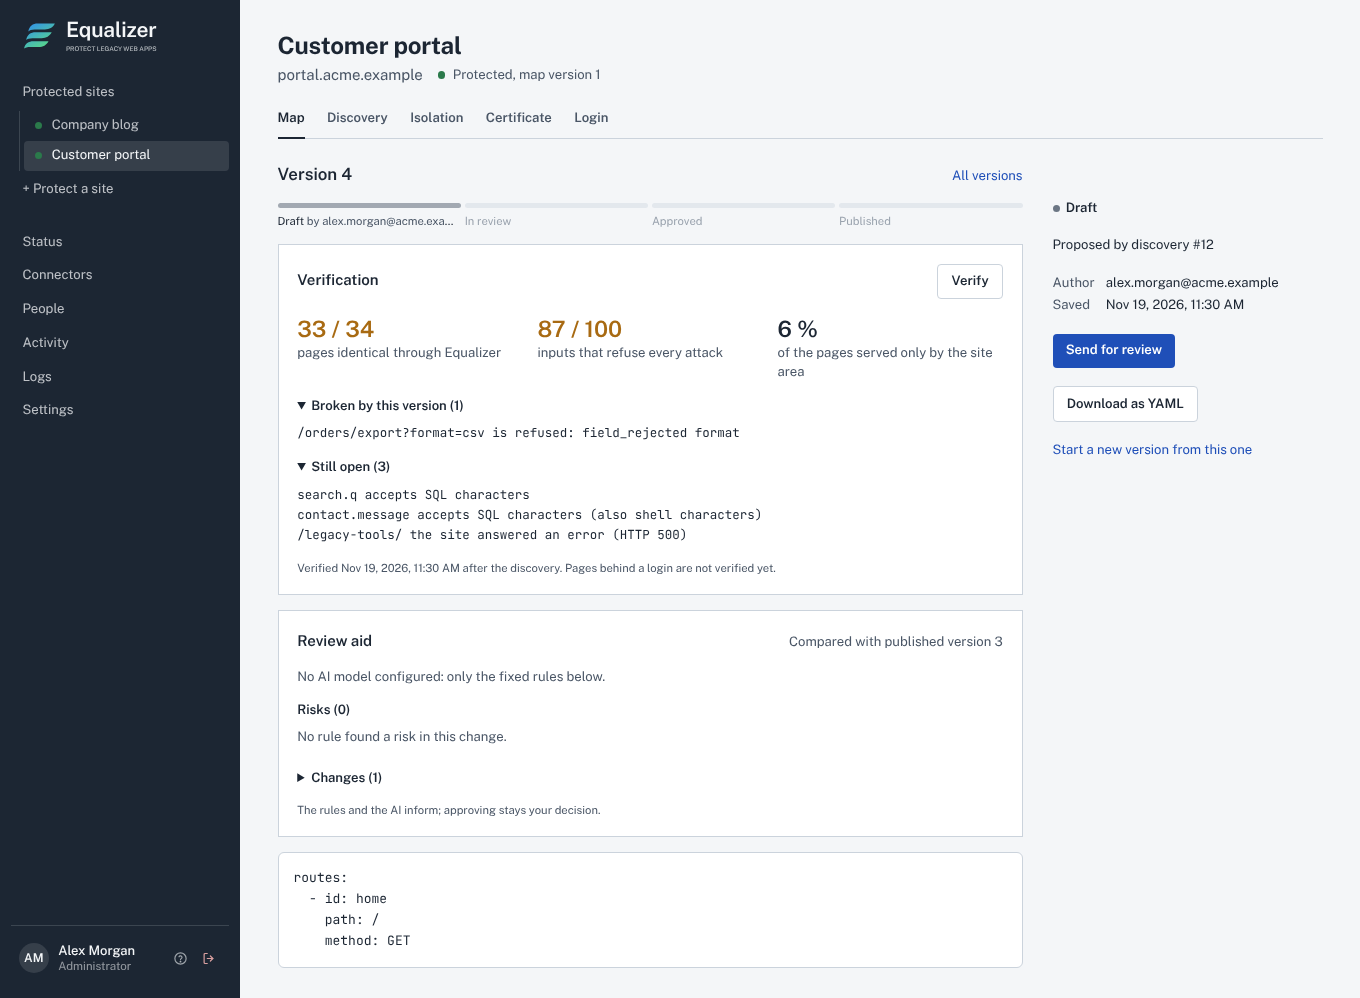 Equalizer
PROTECT LEGACY WEB APPS
Protected sites
Company blog
Customer portal
+ Protect a site
Status
Connectors
People
Activity
Logs
Settings
AM
Alex Morgan
Administrator
Customer portal
portal.acme.example
Protected, map version 1
Map
Discovery
Isolation
Certificate
Login
Version 4
All versions
Draft by alex.morgan@acme.exa...
In review
Approved
Published
Verification
Verify
33 / 34
pages identical through Equalizer
87 / 100
inputs that refuse every attack
6 %
of the pages served only by the site
area
Broken by this version (1)
/orders/export?format=csv is refused: field_rejected format
Still open (3)
search.q accepts SQL characters
contact.message accepts SQL characters (also shell characters)
/legacy-tools/ the site answered an error (HTTP 500)
Verified Nov 19, 2026, 11:30 AM after the discovery. Pages behind a login are not verified yet.
Review aid
Compared with published version 3
No AI model configured: only the fixed rules below.
Risks (0)
No rule found a risk in this change.
Changes (1)
The rules and the AI inform; approving stays your decision.
routes:
- id: home
path: /
method: GET
Draft
Proposed by discovery #12
Author alex.morgan@acme.example
Saved Nov 19, 2026, 11:30 AM
Send for review
Download as YAML
Start a new version from this one